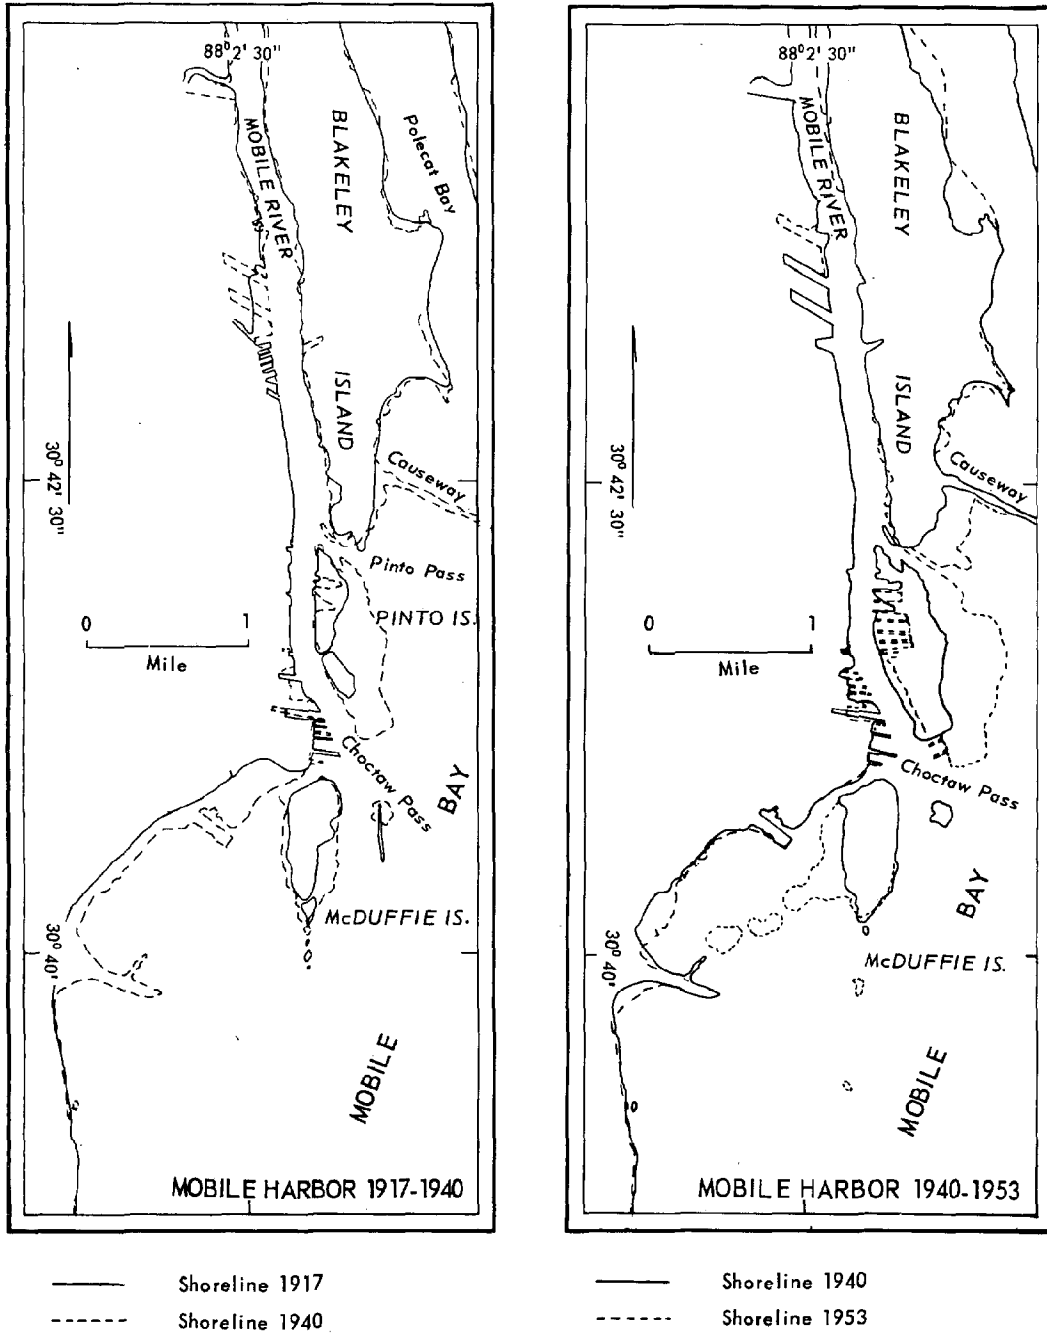 88° 2' 30"
MOBILE RIVER
BLAKELEY
Polecat Bay
ISLAND
Causeway
30° 42' 30"
Pinto Pass
PINTO IS.
0 1
Mile
Choctaw Pass
BAY
McDUFFIE IS.
30° 40'
MOBILE
MOBILE HARBOR 1917-1940
Shoreline 1917
Shoreline 1940
88° 2' 30"
MOBILE RIVER
BLAKELEY
ISLAND
Causeway
30° 42' 30"
0 1
Mile
Choctaw Pass
BAY
30° 40'
McDUFFIE IS.
MOBILE
MOBILE HARBOR 1940-1953
Shoreline 1940
Shoreline 1953